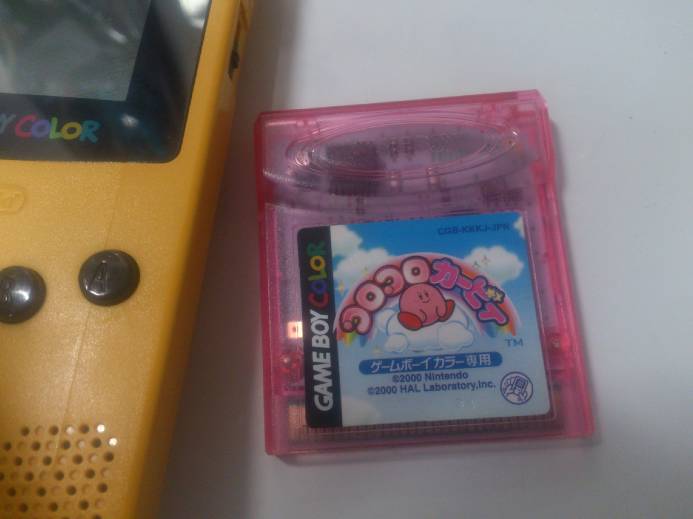 Y COLOR
A
CGB-KKKJ-JPN
コロコロカービィ
TM
GAME BOY COLOR
ゲームボーイカラー専用
©2000 Nintendo
©2000 HAL Laboratory,Inc.